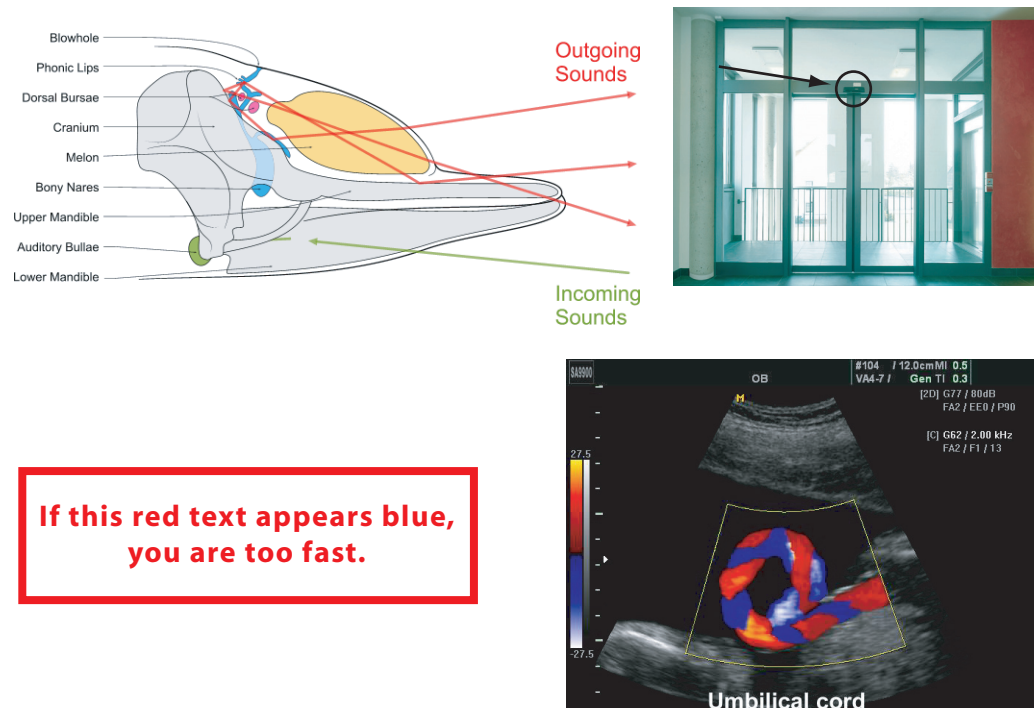 Blowhole
Phonic Lips
Dorsal Bursae
Cranium
Melon
Bony Nares
Upper Mandible
Auditory Bullae
Lower Mandible
Outgoing
Sounds
Incoming
Sounds
If this red text appears blue,
you are too fast.
SA9900
OB
#104 / 12.0cm MI 0.5
VA4-7 / Gen TI 0.3
[2D] G77 / 80dB
FA2 / EE0 / P90
[C] G62 / 2.00 kHz
FA2 / F1 / 13
M
27.5
-27.5
Umbilical cord